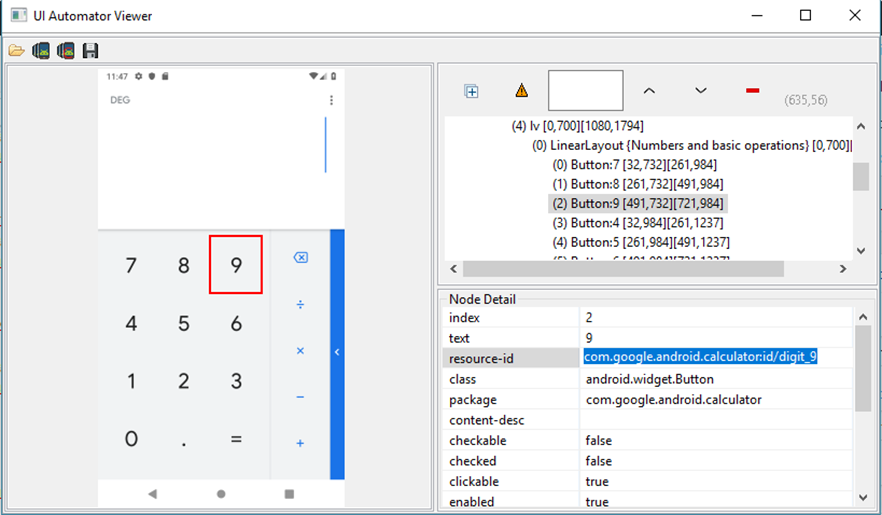 UI Automator Viewer
11:47
DEG
7 8 9
÷
4 5 6
×
1 2 3
−
0 . =
+
(635,56)
(4) lv [0,700][1080,1794]
(0) LinearLayout {Numbers and basic operations} [0,700][
(0) Button:7 [32,732][261,984]
(1) Button:8 [261,732][491,984]
(2) Button:9 [491,732][721,984]
(3) Button:4 [32,984][261,1237]
(4) Button:5 [261,984][491,1237]
Node Detail
index 2
text 9
resource-id com.google.android.calculator:id/digit_9
class android.widget.Button
package com.google.android.calculator
content-desc
checkable false
checked false
clickable true
enabled true